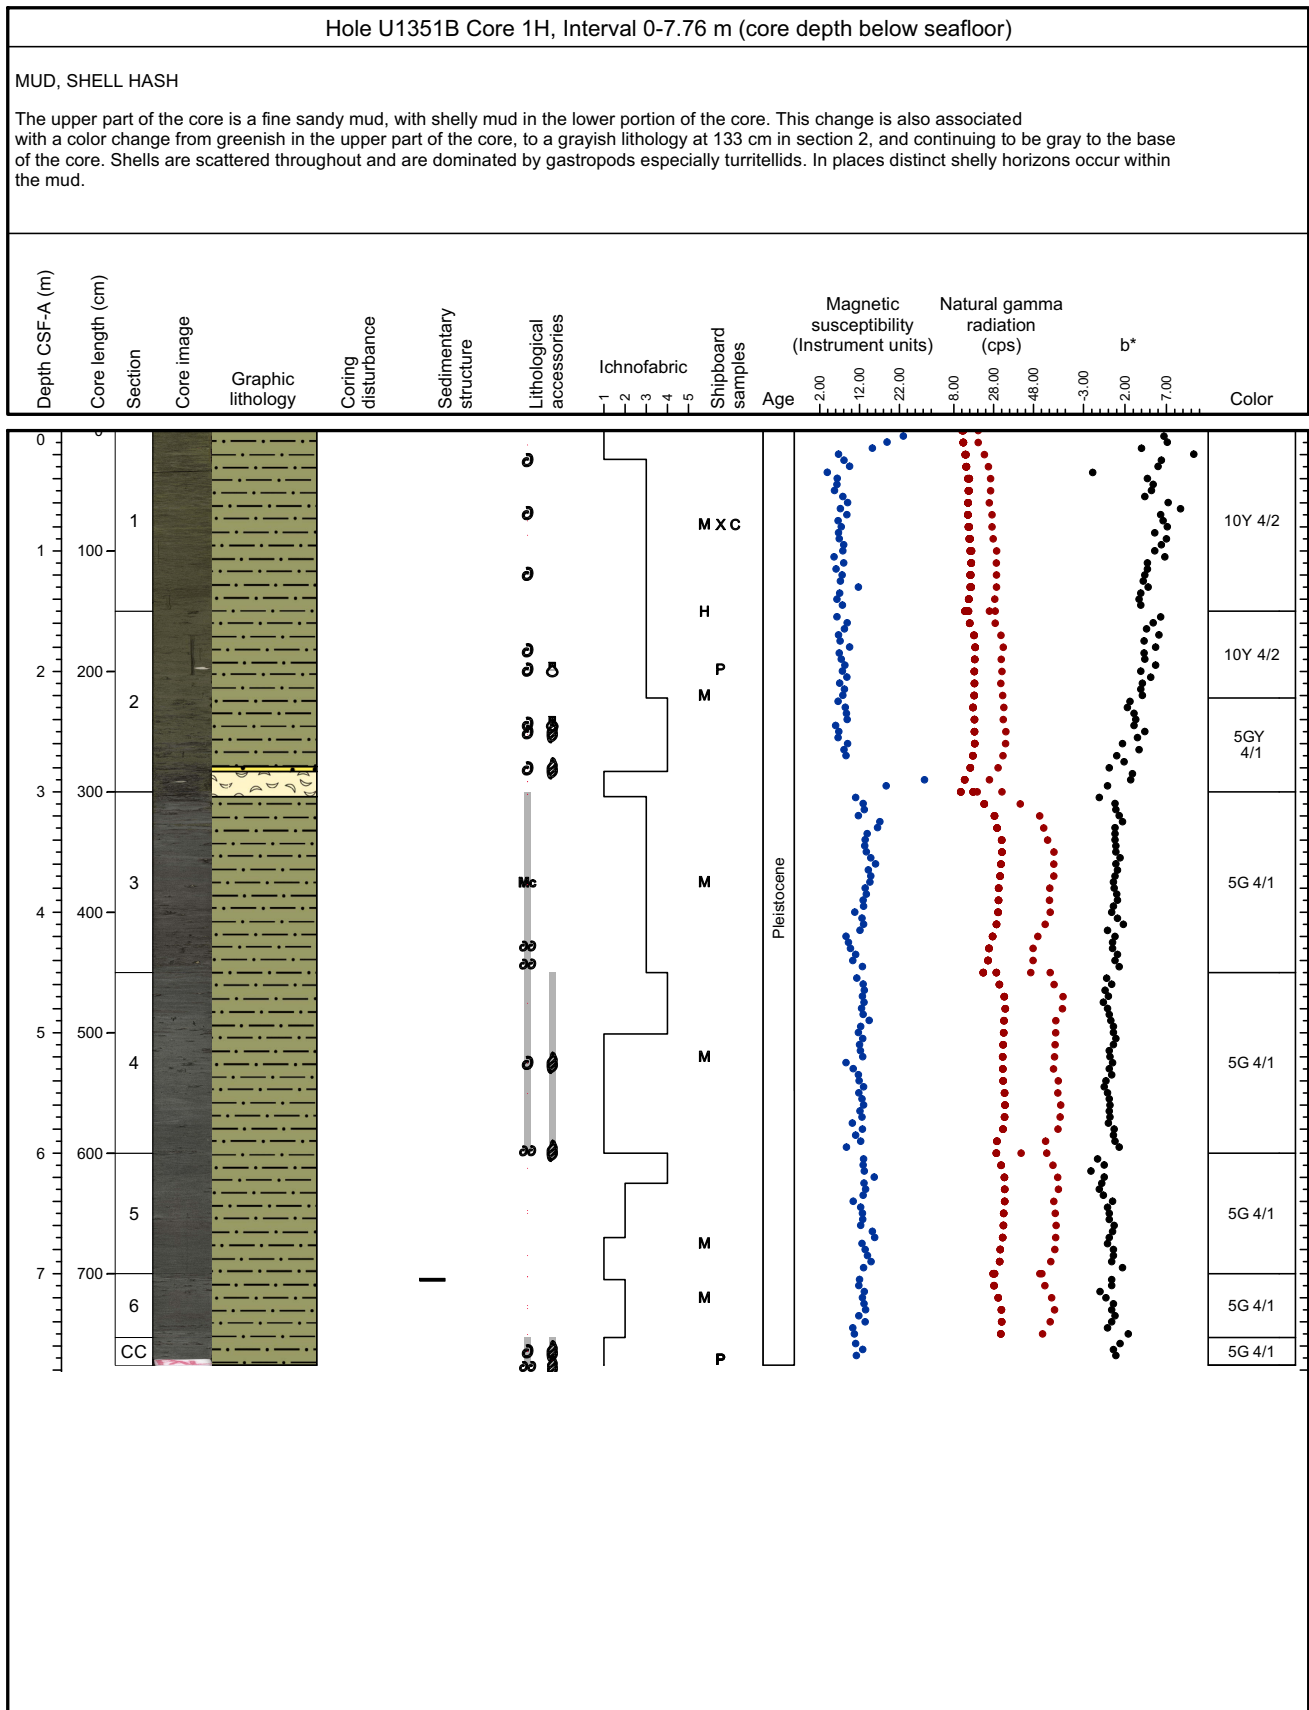 Hole U1351B Core 1H, Interval 0-7.76 m (core depth below seafloor)
MUD, SHELL HASH
The upper part of the core is a fine sandy mud, with shelly mud in the lower portion of the core. This change is also associated
with a color change from greenish in the upper part of the core, to a grayish lithology at 133 cm in section 2, and continuing to be gray to the base
of the core. Shells are scattered throughout and are dominated by gastropods especially turritellids. In places distinct shelly horizons occur within
the mud.
Depth CSF-A (m)
Core length (cm)
Section
Core image
Graphic
lithology
Coring
disturbance
Sedimentary
structure
Lithological
accessories
Ichnofabric
1 2 3 4 5
Shipboard
samples
Age
Magnetic
susceptibility
(Instrument units)
2.00 12.00 22.00
Natural gamma
radiation
(cps)
8.00 28.00 48.00
b*
-3.00 2.00 7.00
Color
0 0
1 M X C 10Y 4/2
1 100
H
10Y 4/2
2 200 P
2 M
5GY
4/1
3 300
3 Mc M 5G 4/1
Pleistocene
4 400
5 500
4 M 5G 4/1
6 600
5 5G 4/1
M
7 700
6 M 5G 4/1
CC P 5G 4/1